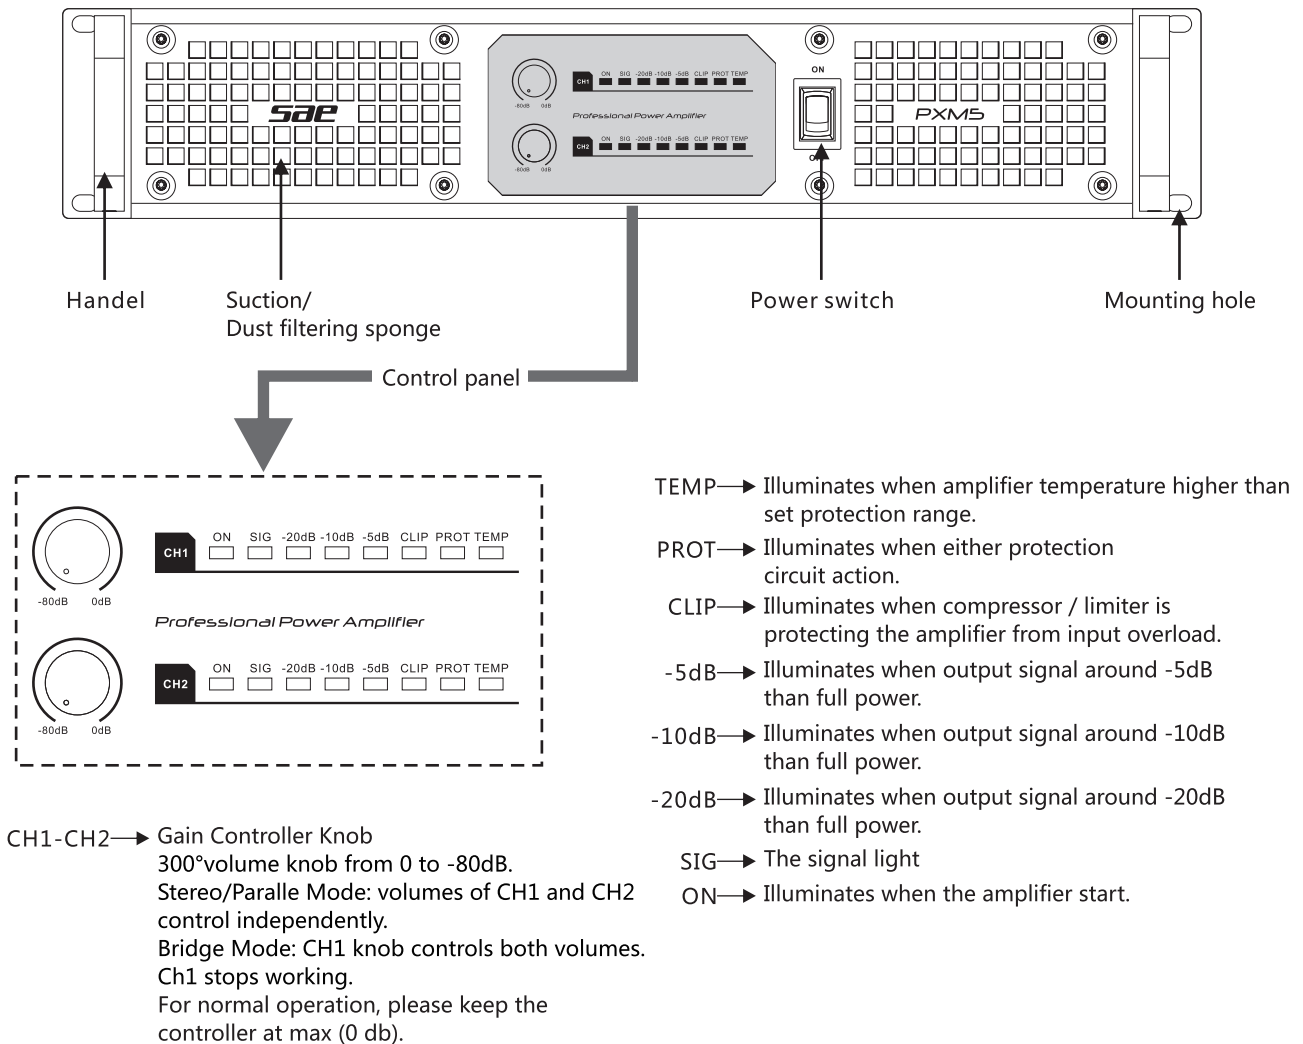 ON
CH1
ON SIG -20dB -10dB -5dB CLIP PROT TEMP
-80dB 0dB
sae
Professional Power Amplifier
PXM5
CH2
ON SIG -20dB -10dB -5dB CLIP PROT TEMP
-80dB 0dB
Handel
Suction/
Dust filtering sponge
Power switch
Mounting hole
Control panel
CH1
ON SIG -20dB -10dB -5dB CLIP PROT TEMP
-80dB 0dB
Professional Power Amplifier
CH2
ON SIG -20dB -10dB -5dB CLIP PROT TEMP
-80dB 0dB
CH1-CH2 Gain Controller Knob
300°volume knob from 0 to -80dB.
Stereo/Paralle Mode: volumes of CH1 and CH2
control independently.
Bridge Mode: CH1 knob controls both volumes.
Ch1 stops working.
For normal operation, please keep the
controller at max (0 db).
TEMP Illuminates when amplifier temperature higher than
set protection range.
PROT Illuminates when either protection
circuit action.
CLIP Illuminates when compressor / limiter is
protecting the amplifier from input overload.
-5dB Illuminates when output signal around -5dB
than full power.
-10dB Illuminates when output signal around -10dB
than full power.
-20dB Illuminates when output signal around -20dB
than full power.
SIG The signal light
ON Illuminates when the amplifier start.